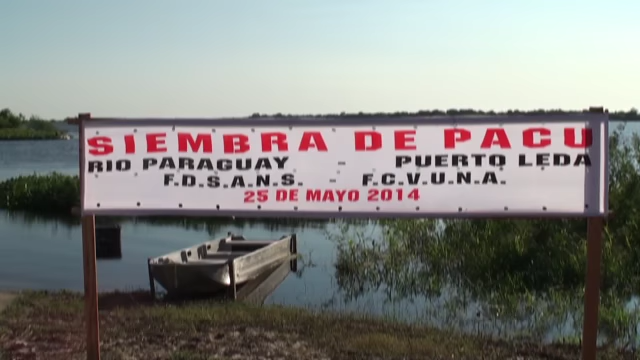 SIEMBRA DE PACU
RIO PARAGUAY - PUERTO LEDA
F.D.S.A.N.S. - F.C.V.U.N.A.
25 DE MAYO 2014